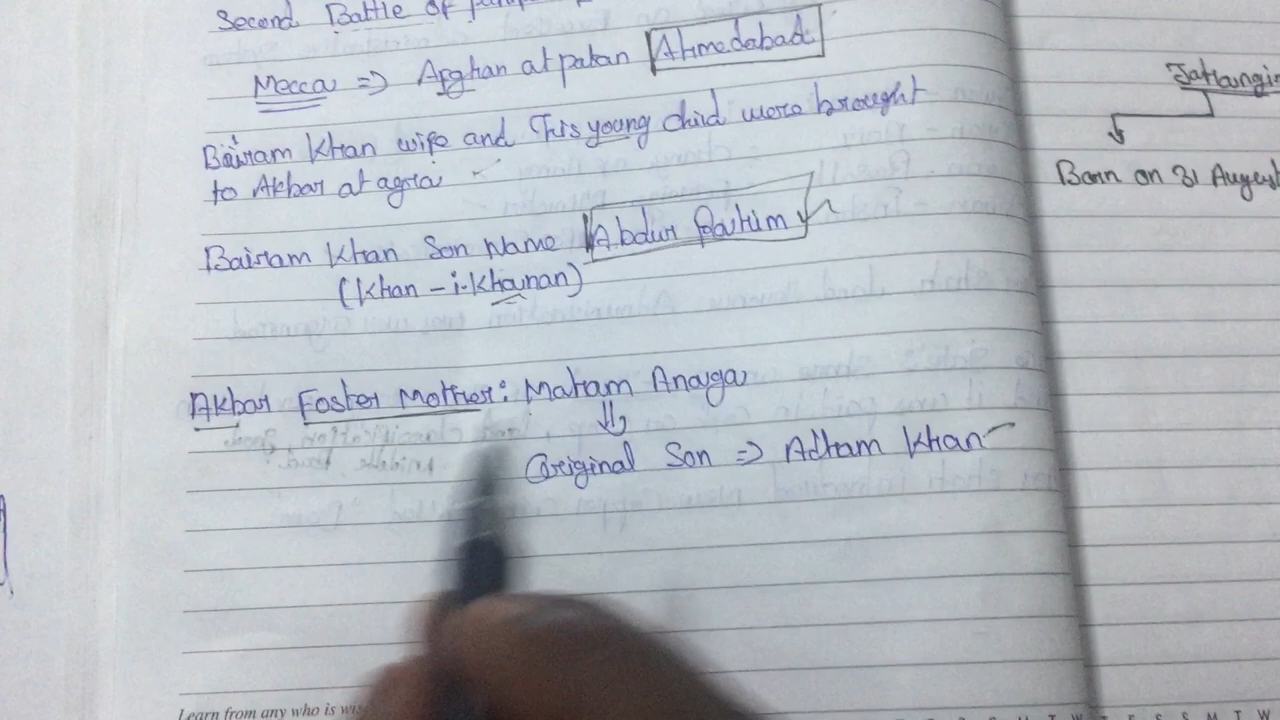 Second Battle of
Mecca => Afghan at patan Ahmedabad
Bairam Khan wife and This young child were brought
to Akbar at agra
Bairam Khan Son Name Abdur Rahim
(Khan-i-Khanan)
Akbar Foster Mother: Maham Anaga
Original Son => Adham Khan
Learn from any who is
Jahangir
Born on 31 August